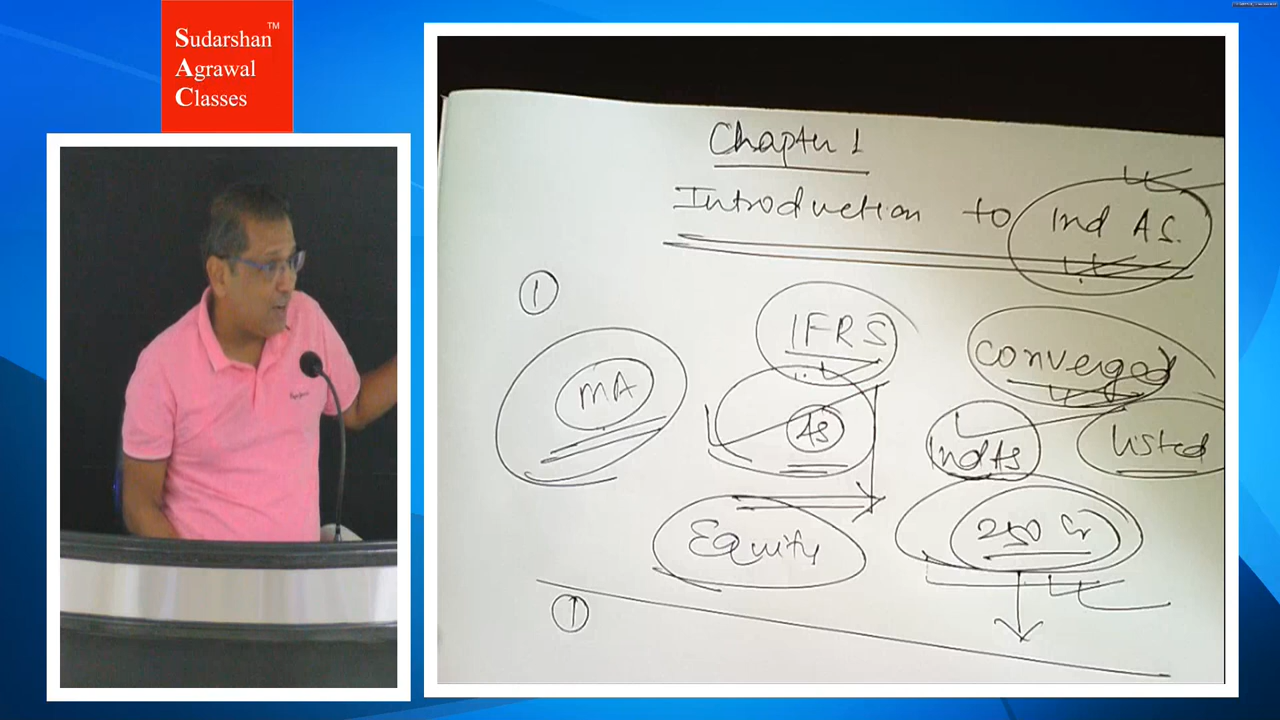 Sudarshan™
Agrawal
Classes
Chapter 1
Introduction to Ind AS.
1
IFRS
converged
MA
AS
Ind AS
listed
Equity
250 Cr
1